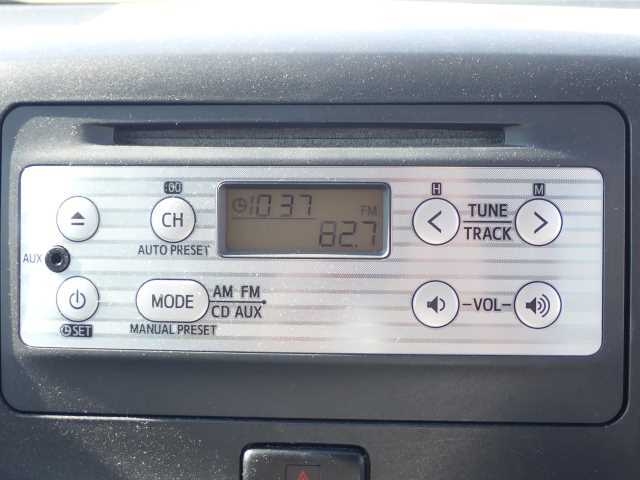 :00
H
M
CH
10 37
FM
82.7
TUNE
TRACK
AUTO PRESET
AUX
MODE
AM FM
CD AUX
-VOL-
SET
MANUAL PRESET